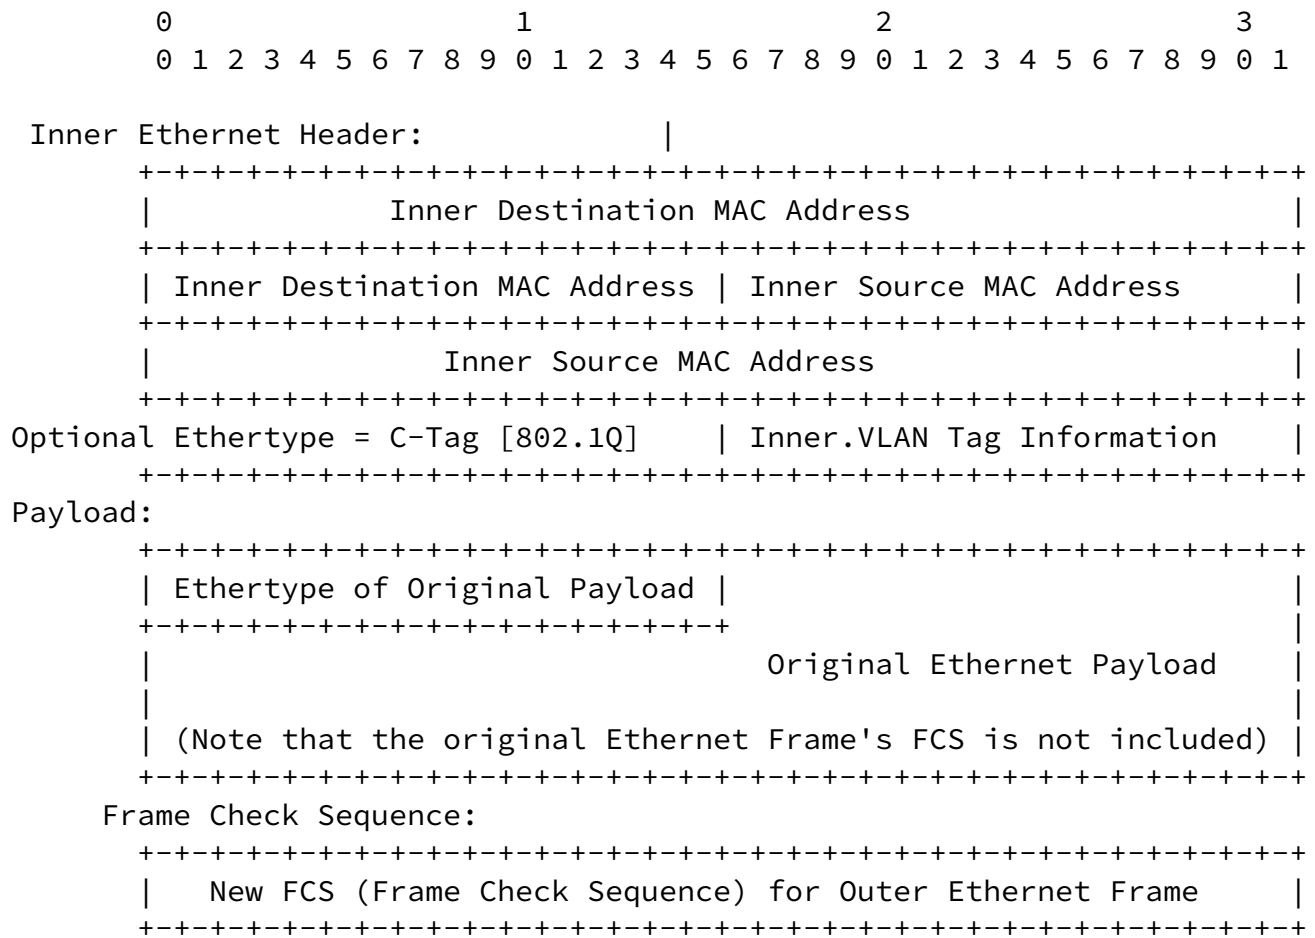 0                   1                   2                   3
        0 1 2 3 4 5 6 7 8 9 0 1 2 3 4 5 6 7 8 9 0 1 2 3 4 5 6 7 8 9 0 1

 Inner Ethernet Header:             |
       +-+-+-+-+-+-+-+-+-+-+-+-+-+-+-+-+-+-+-+-+-+-+-+-+-+-+-+-+-+-+-+-+
       |             Inner Destination MAC Address                     |
       +-+-+-+-+-+-+-+-+-+-+-+-+-+-+-+-+-+-+-+-+-+-+-+-+-+-+-+-+-+-+-+-+
       | Inner Destination MAC Address | Inner Source MAC Address      |
       +-+-+-+-+-+-+-+-+-+-+-+-+-+-+-+-+-+-+-+-+-+-+-+-+-+-+-+-+-+-+-+-+
       |                Inner Source MAC Address                       |
       +-+-+-+-+-+-+-+-+-+-+-+-+-+-+-+-+-+-+-+-+-+-+-+-+-+-+-+-+-+-+-+-+
Optional Ethertype = C-Tag [802.1Q]    | Inner.VLAN Tag Information    |
       +-+-+-+-+-+-+-+-+-+-+-+-+-+-+-+-+-+-+-+-+-+-+-+-+-+-+-+-+-+-+-+-+
Payload:
       +-+-+-+-+-+-+-+-+-+-+-+-+-+-+-+-+-+-+-+-+-+-+-+-+-+-+-+-+-+-+-+-+
       | Ethertype of Original Payload |                               |
       +-+-+-+-+-+-+-+-+-+-+-+-+-+-+-+-+                               |
       |                                  Original Ethernet Payload    |
       |                                                               |
       | (Note that the original Ethernet Frame's FCS is not included) |
       +-+-+-+-+-+-+-+-+-+-+-+-+-+-+-+-+-+-+-+-+-+-+-+-+-+-+-+-+-+-+-+-+
     Frame Check Sequence:
       +-+-+-+-+-+-+-+-+-+-+-+-+-+-+-+-+-+-+-+-+-+-+-+-+-+-+-+-+-+-+-+-+
       |   New FCS (Frame Check Sequence) for Outer Ethernet Frame     |
       +-+-+-+-+-+-+-+-+-+-+-+-+-+-+-+-+-+-+-+-+-+-+-+-+-+-+-+-+-+-+-+-+